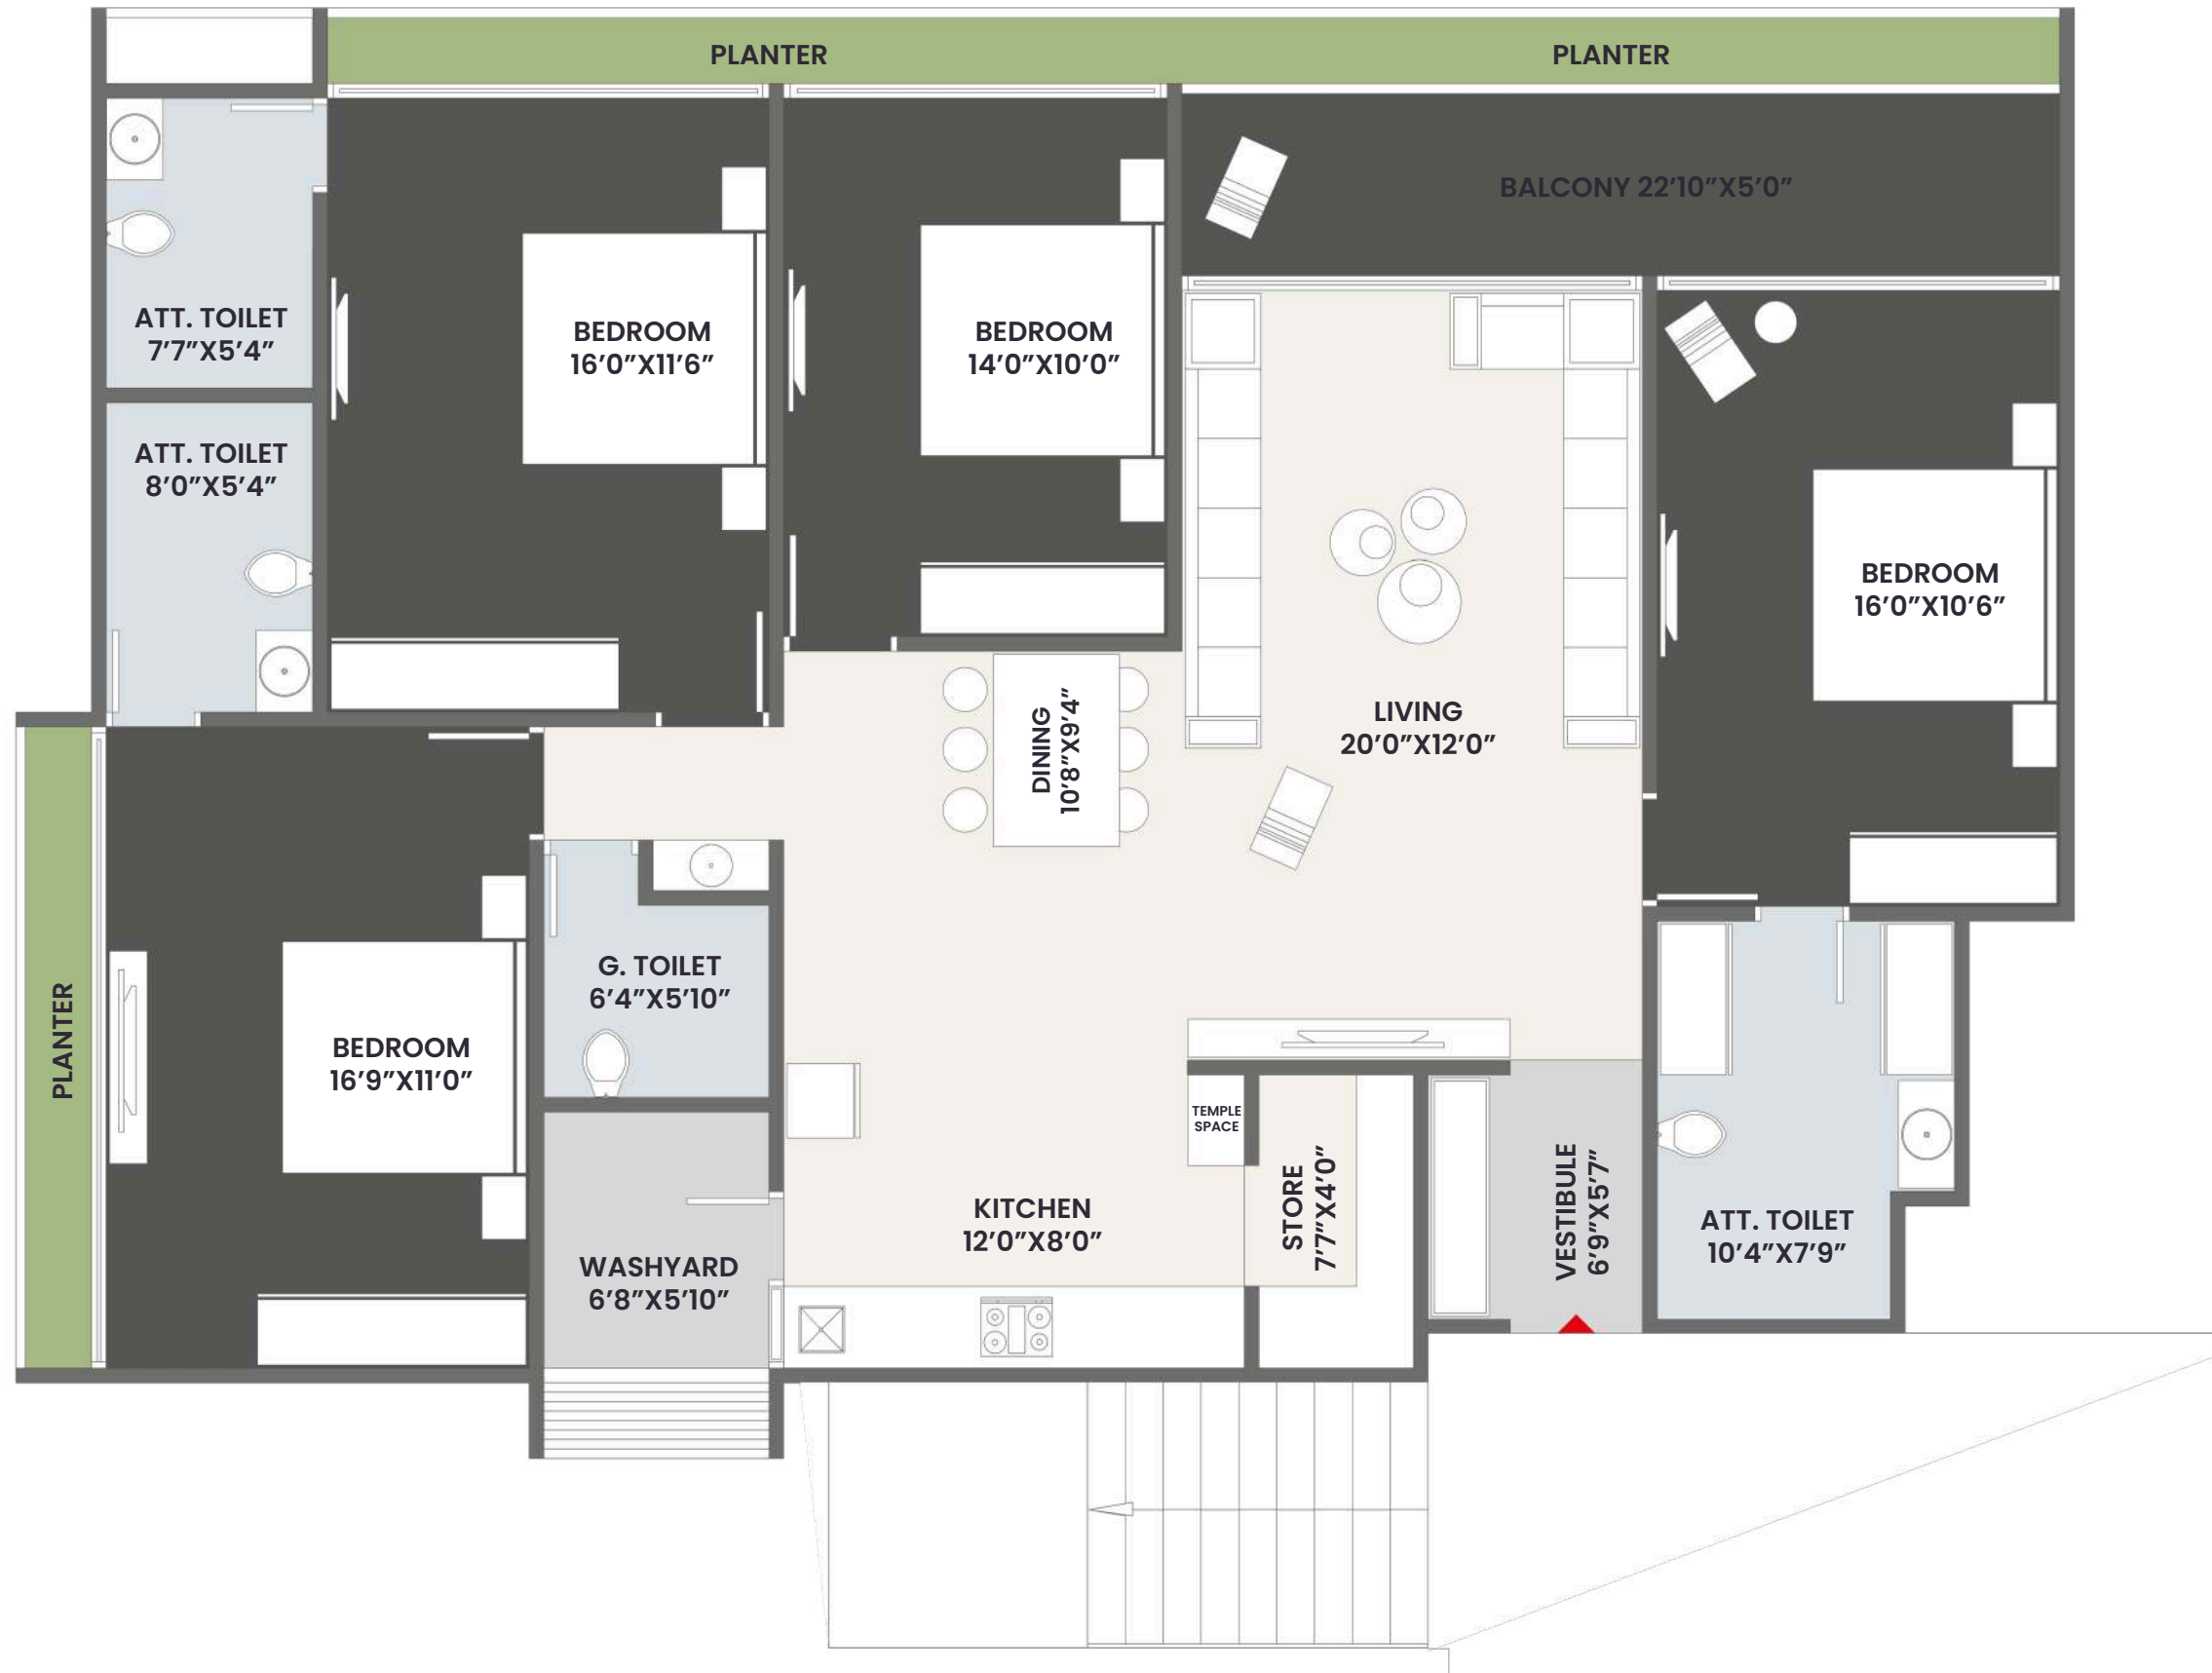 PLANTER
PLANTER
BALCONY 22’10”X5’0”
ATT. TOILET
7’7”X5’4”
BEDROOM
16’0”X11’6”
BEDROOM
14’0”X10’0”
ATT. TOILET
8’0”X5’4”
BEDROOM
16’0”X10’6”
DINING
10’8”X9’4”
LIVING
20’0”X12’0”
G. TOILET
6’4”X5’10”
PLANTER
BEDROOM
16’9”X11’0”
TEMPLE
SPACE
STORE
7’7”X4’0”
VESTIBULE
6’9”X5’7”
KITCHEN
12’0”X8’0”
ATT. TOILET
10’4”X7’9”
WASHYARD
6’8”X5’10”